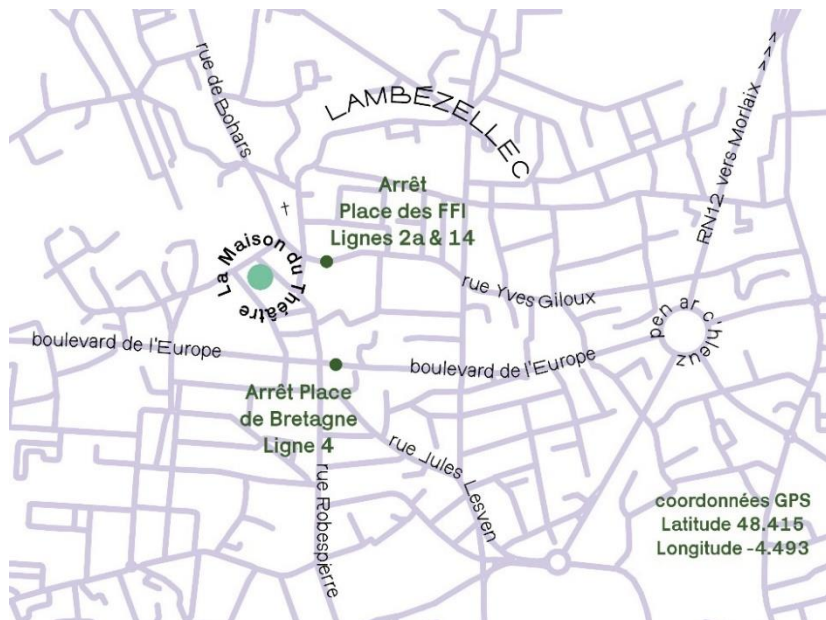 rue de Bohars
LAMBÉZELLEC
RN12 vers Morlaix >>>
Arrêt
Place des FFI
Lignes 2a & 14
La Maison du Théâtre
rue Yves Giloux
pen ar c'hleuz
boulevard de l'Europe
boulevard de l'Europe
Arrêt Place
de Bretagne
Ligne 4
rue Jules Lesven
rue Robespierre
coordonnées GPS
Latitude 48.415
Longitude -4.493